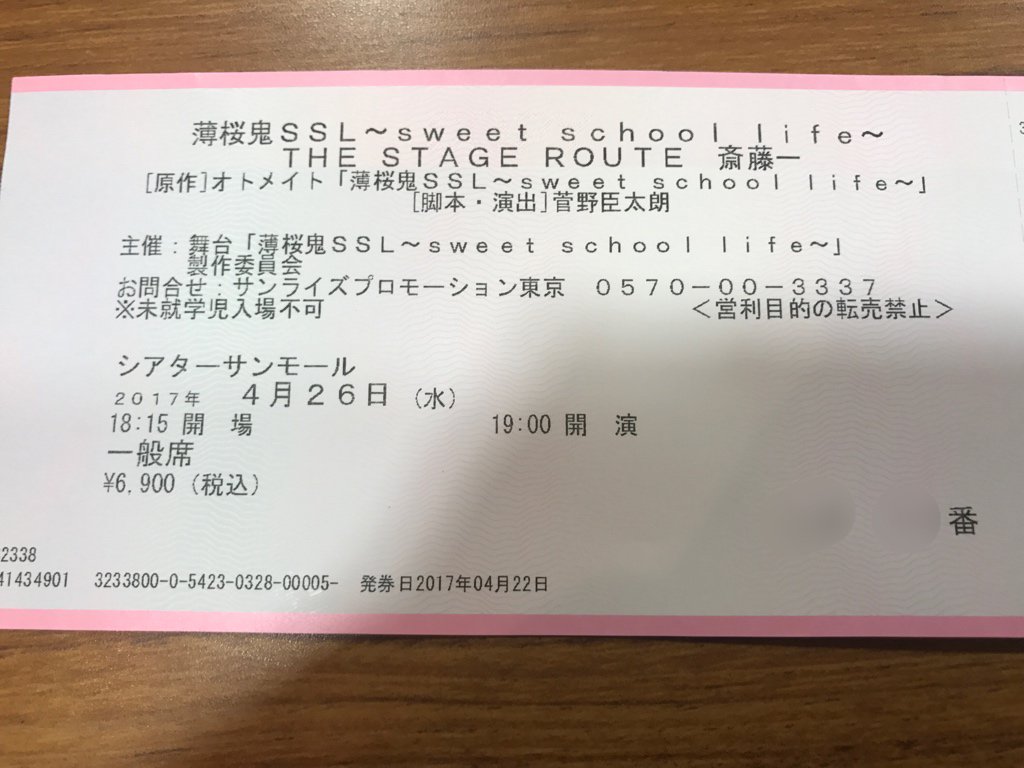 薄桜鬼SSL～sweet school life～
THE STAGE ROUTE 斎藤一
[原作]オトメイト「薄桜鬼SSL～sweet school life～」
[脚本・演出]菅野臣太朗
主催：舞台「薄桜鬼SSL～sweet school life～」
製作委員会
お問合せ：サンライズプロモーション東京 0570－00－3337
※未就学児入場不可 ＜営利目的の転売禁止＞
シアターサンモール
2017年 4月26日（水）
18:15 開 場 19:00 開 演
一般席
¥6,900（税込）
番
2338
41434901 3233800-0-5423-0328-00005- 発券日2017年04月22日